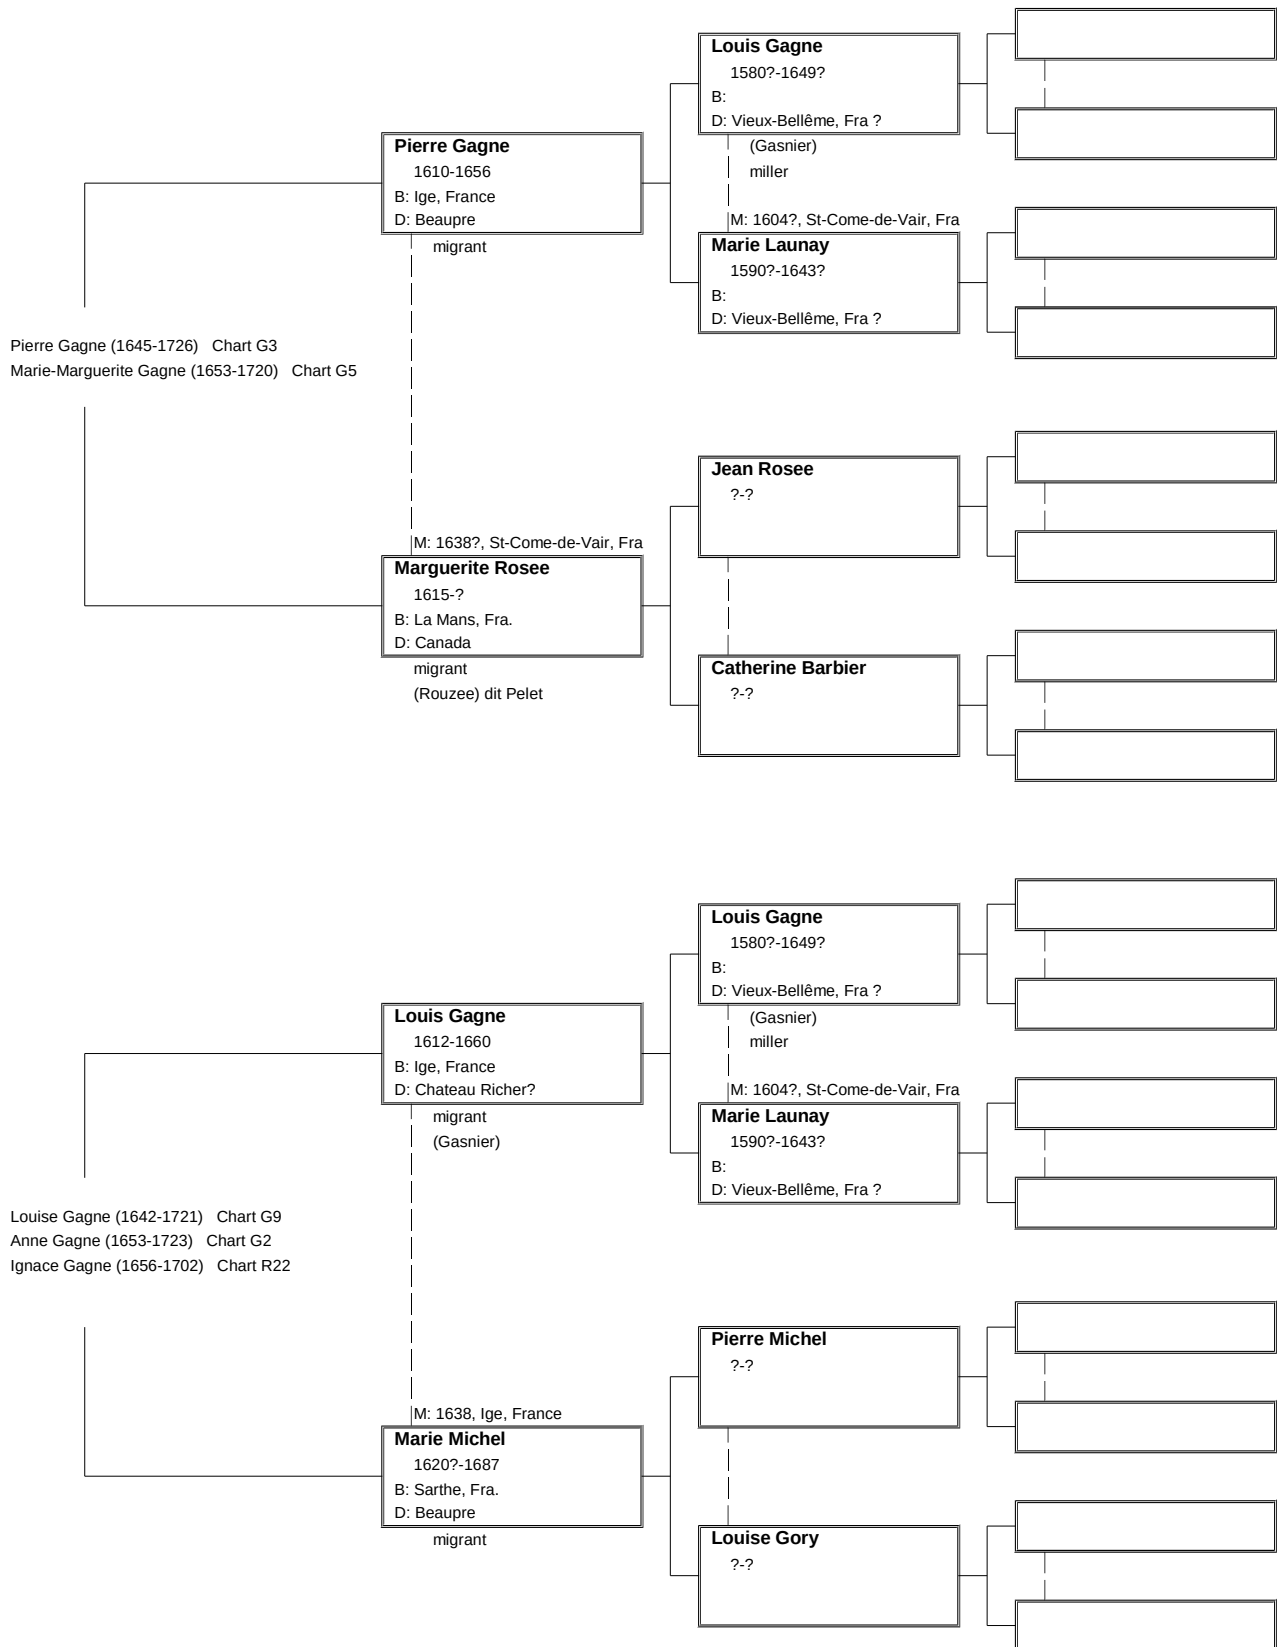 Louis Gagne
1580?-1649?
B:
D: Vieux-Bellême, Fra ?
(Gasnier)
miller
Pierre Gagne
1610-1656
B: Ige, France
D: Beaupre
migrant
M: 1604?, St-Come-de-Vair, Fra
Marie Launay
1590?-1643?
B:
D: Vieux-Bellême, Fra ?
Pierre Gagne (1645-1726)   Chart G3
Marie-Marguerite Gagne (1653-1720)   Chart G5
Jean Rosee
?-?
M: 1638?, St-Come-de-Vair, Fra
Marguerite Rosee
1615-?
B: La Mans, Fra.
D: Canada
migrant
(Rouzee) dit Pelet
Catherine Barbier
?-?
Louis Gagne
1580?-1649?
B:
D: Vieux-Bellême, Fra ?
(Gasnier)
miller
Louis Gagne
1612-1660
B: Ige, France
D: Chateau Richer?
migrant
(Gasnier)
M: 1604?, St-Come-de-Vair, Fra
Marie Launay
1590?-1643?
B:
D: Vieux-Bellême, Fra ?
Louise Gagne (1642-1721)   Chart G9
Anne Gagne (1653-1723)   Chart G2
Ignace Gagne (1656-1702)   Chart R22
Pierre Michel
?-?
M: 1638, Ige, France
Marie Michel
1620?-1687
B: Sarthe, Fra.
D: Beaupre
migrant
Louise Gory
?-?